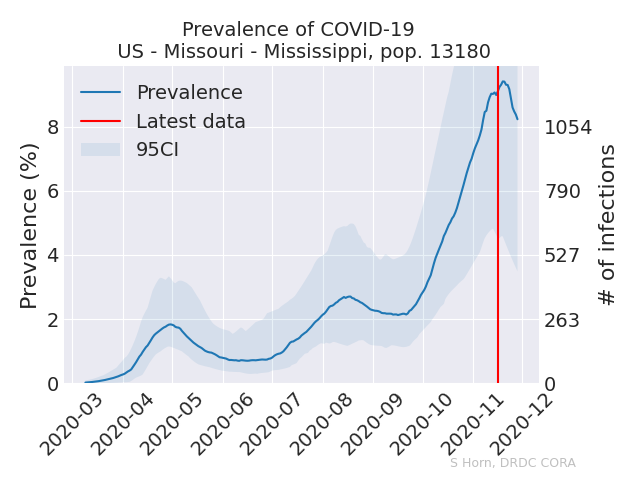 Prevalence of COVID-19
US - Missouri - Mississippi, pop. 13180
Prevalence
Latest data
95CI
Prevalence (%)
8
6
4
2
0
1054
790
527
263
0
# of infections
2020-03
2020-04
2020-05
2020-06
2020-07
2020-08
2020-09
2020-10
2020-11
2020-12
S Horn, DRDC CORA